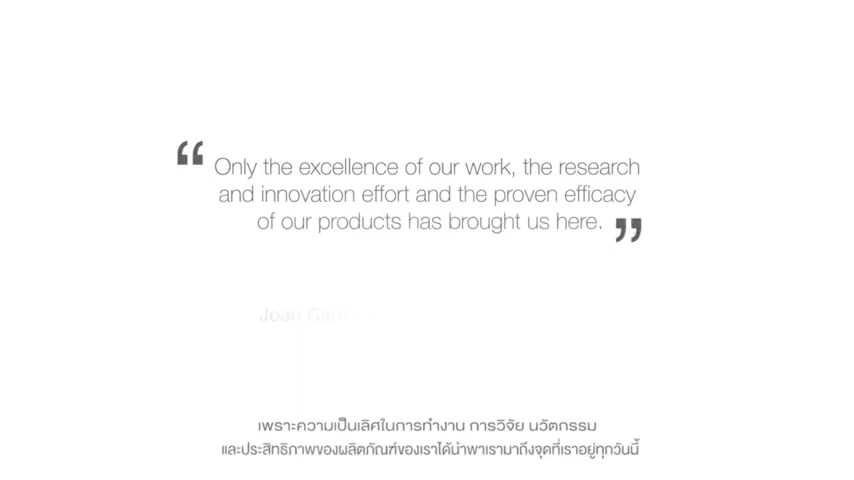 “Only the excellence of our work, the research
and innovation effort and the proven efficacy
of our products has brought us here.”
Joan
เพราะความเป็นเลิศในการทำงาน การวิจัย นวัตกรรม
และประสิทธิภาพของผลิตภัณฑ์ของเราได้นำพาเรามาถึงจุดที่เราอยู่ทุกวันนี้